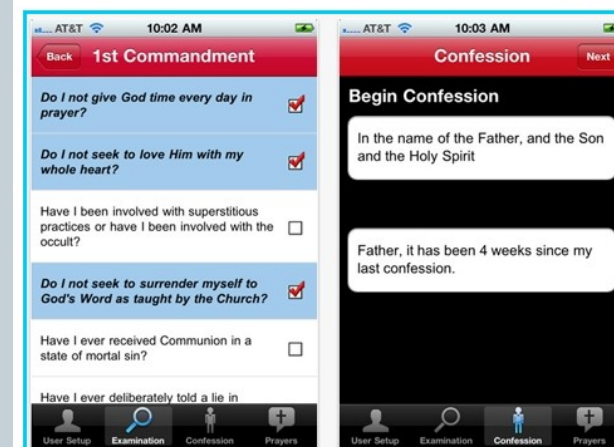 AT&T 10:02 AM
Back 1st Commandment
Do I not give God time every day in
prayer?
Do I not seek to love Him with my
whole heart?
Have I been involved with superstitious
practices or have I been involved with the
occult?
Do I not seek to surrender myself to
God's Word as taught by the Church?
Have I ever received Communion in a
state of mortal sin?
Have I ever deliberately told a lie in
User Setup Examination Confession Prayers
AT&T 10:03 AM
Confession Next
Begin Confession
In the name of the Father, and the Son
and the Holy Spirit
Father, it has been 4 weeks since my
last confession.
User Setup Examination Confession Prayers